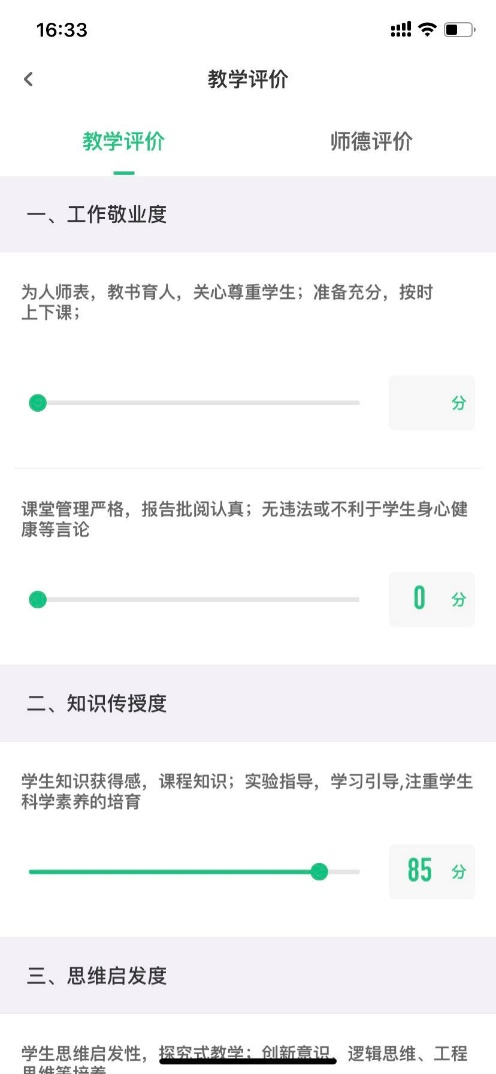 16:33
教学评价
教学评价 师德评价
一、工作敬业度
为人师表，教书育人，关心尊重学生；准备充分，按时
上下课；
分
课堂管理严格，报告批阅认真；无违法或不利于学生身心健
康等言论
0 分
二、知识传授度
学生知识获得感，课程知识；实验指导，学习引导,注重学生
科学素养的培育
85 分
三、思维启发度
学生思维启发性，探究式教学；创新意识、逻辑思维、工程
思维等培养